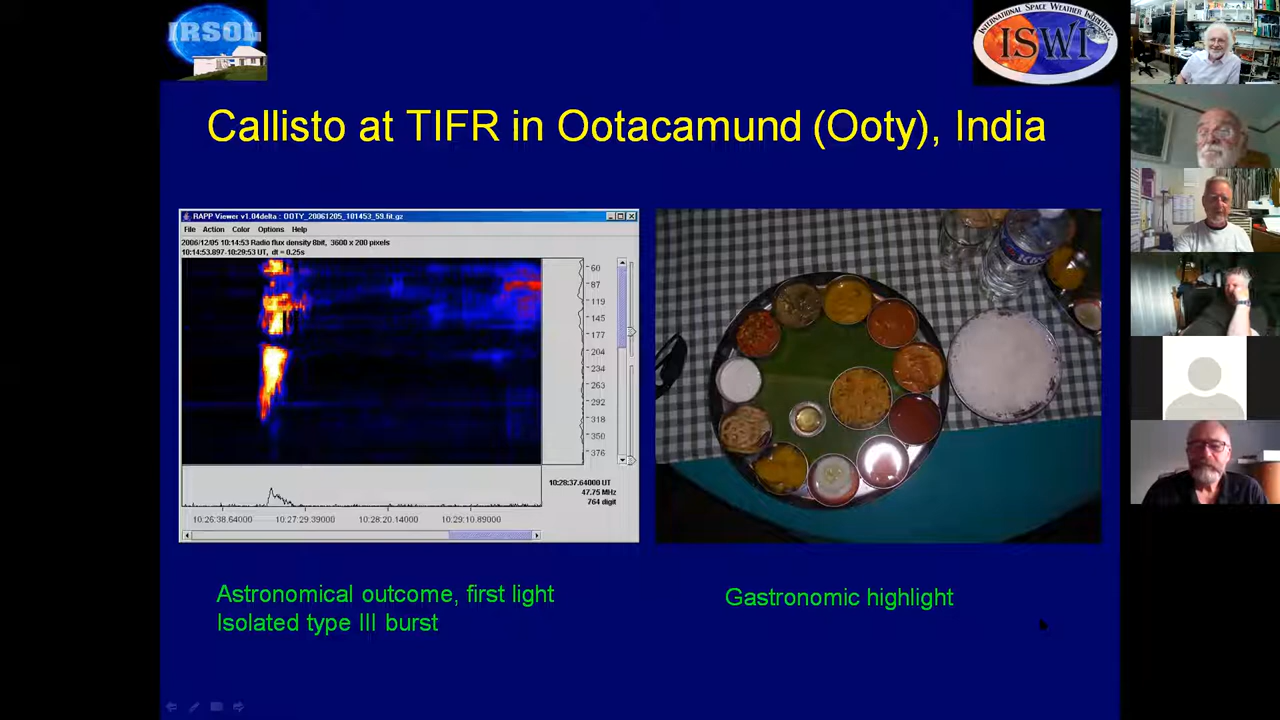 IRSOL
INTERNATIONAL SPACE WEATHER INITIATIVE
ISWI
Callisto at TIFR in Ootacamund (Ooty), India
RAPP Viewer v1.04delta : OOTY_20061205_101453_59.fit.gz
File Action Color Options Help
2006/12/05 10:14:53 Radio flux density 8bit, 3600 x 200 pixels
10:14:53.897-10:29:53 UT, dt = 0.25s
60
87
119
145
177
204
234
263
292
318
350
376
10:28:37.64000 UT
47.75 MHz
764 digit
10:26:38.64000 10:27:29.39000 10:28:20.14000 10:29:10.89000
Astronomical outcome, first light
Isolated type III burst
Gastronomic highlight